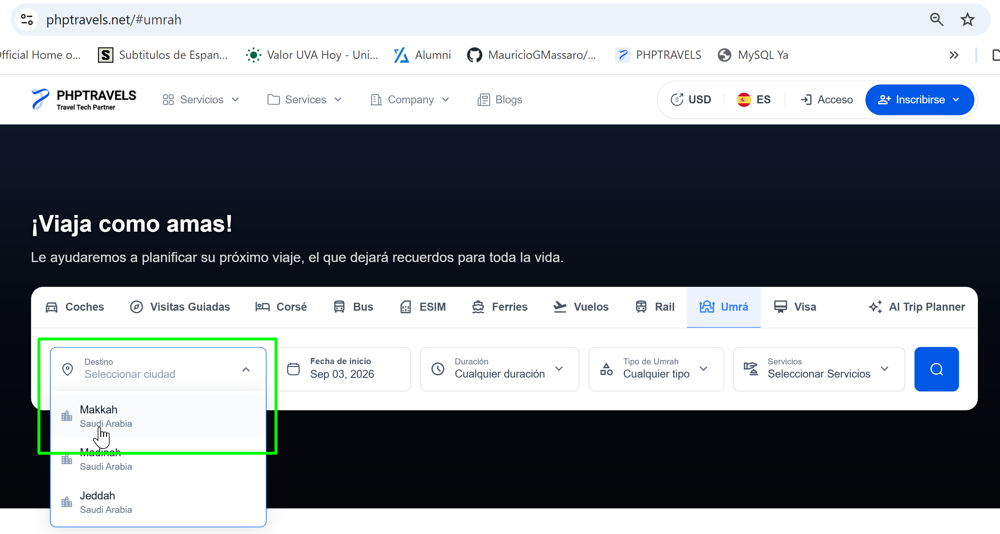 phptravels.net/#umrah
fficial Home o...
Subtitulos de Espan...
Valor UVA Hoy - Uni...
Alumni
MauricioGMassaro/...
PHPTRAVELS
MySQL Ya
PHPTRAVELS
Travel Tech Partner
Servicios
Services
Company
Blogs
USD
ES
Acceso
Inscribirse
¡Viaja como amas!
Le ayudaremos a planificar su próximo viaje, el que dejará recuerdos para toda la vida.
Coches
Visitas Guiadas
Corsé
Bus
ESIM
Ferries
Vuelos
Rail
Umrá
Visa
AI Trip Planner
Destino
Seleccionar ciudad
Fecha de inicio
Sep 03, 2026
Duración
Cualquier duración
Tipo de Umrah
Cualquier tipo
Servicios
Seleccionar Servicios
Makkah
Saudi Arabia
Madinah
Saudi Arabia
Jeddah
Saudi Arabia